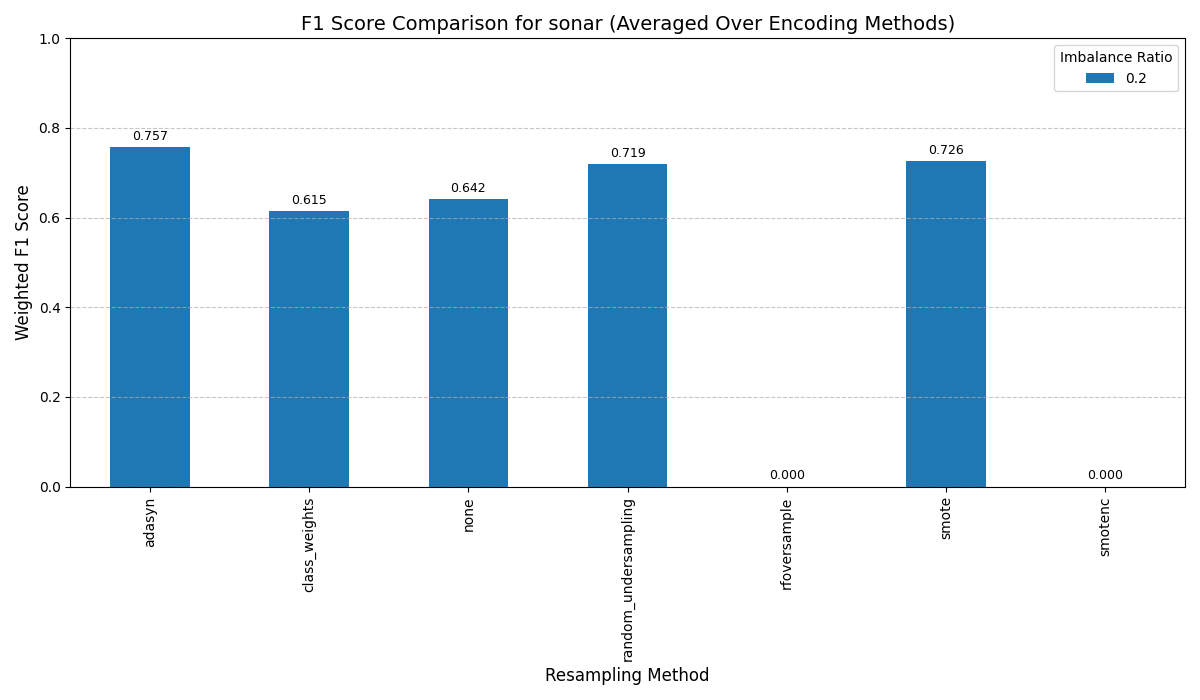 F1 Score Comparison for sonar (Averaged Over Encoding Methods)
Weighted F1 Score
1.0
0.8
0.6
0.4
0.2
0.0
Imbalance Ratio
0.2
0.757
0.615
0.642
0.719
0.000
0.726
0.000
adasyn
class_weights
none
random_undersampling
rfoversample
smote
smotenc
Resampling Method